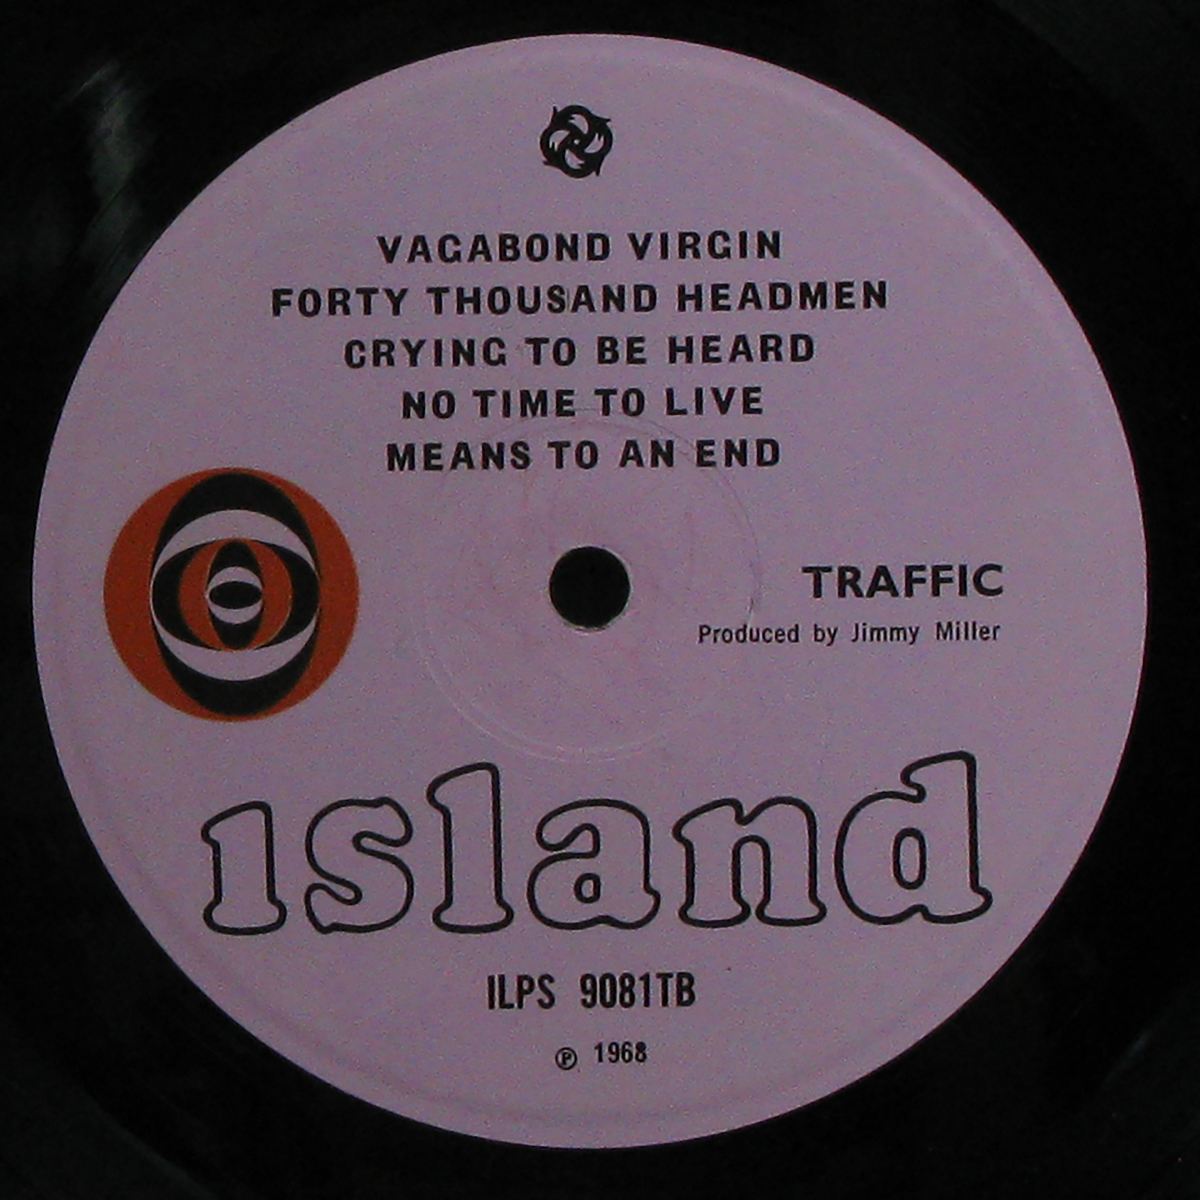 VAGABOND VIRGIN
FORTY THOUSAND HEADMEN
CRYING TO BE HEARD
NO TIME TO LIVE
MEANS TO AN END
TRAFFIC
Produced by Jimmy Miller
ısland
ILPS 9081TB
℗ 1968